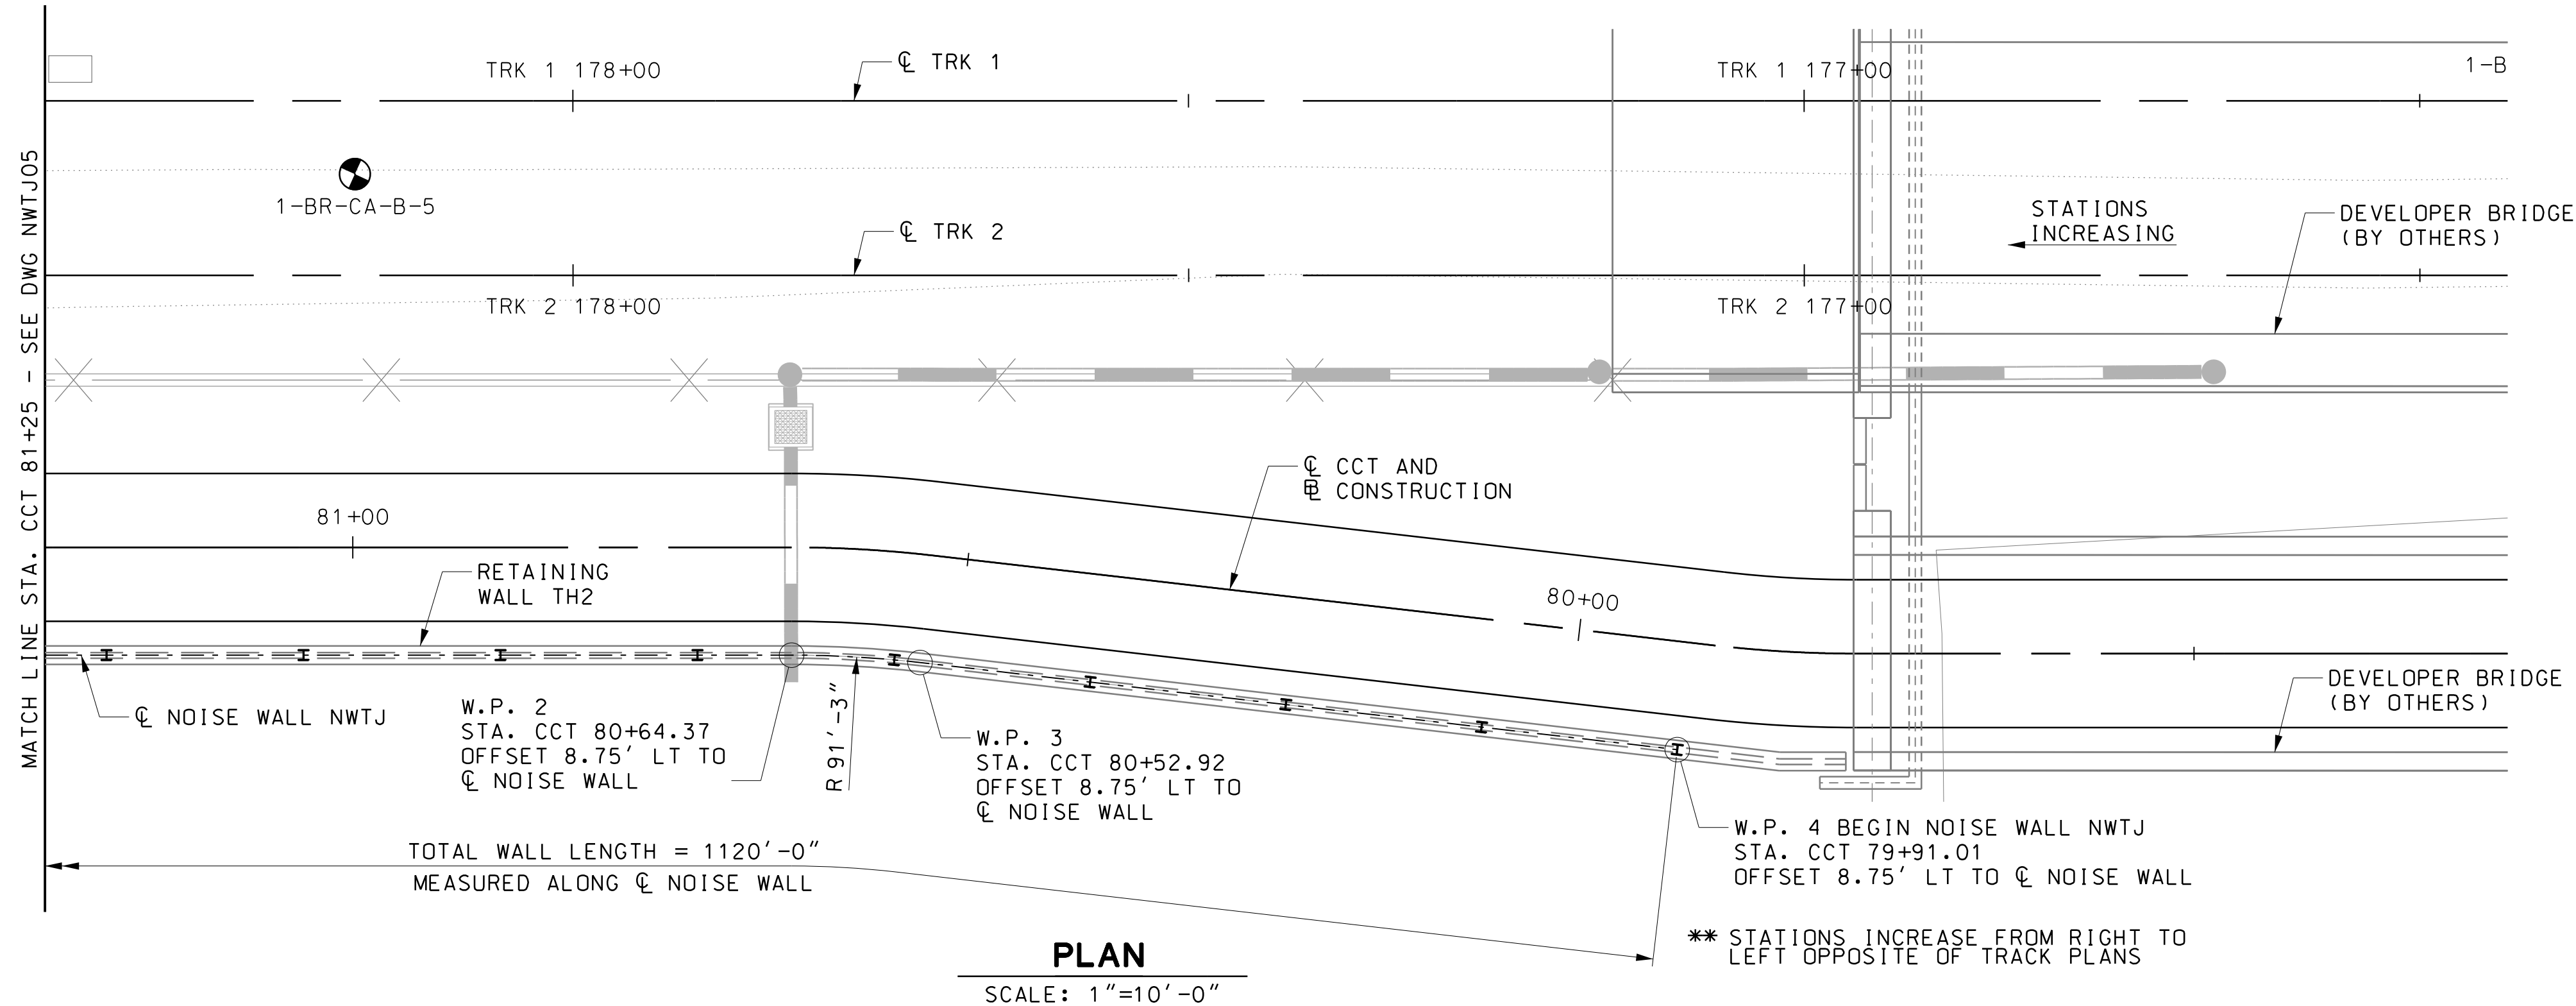 TRK 1 178+00
℄ TRK 1
TRK 1 177+00
1-B
1-BR-CA-B-5
℄ TRK 2
STATIONS
INCREASING
DEVELOPER BRIDGE
(BY OTHERS)
TRK 2 178+00
TRK 2 177+00
MATCH LINE STA. CCT 81+25 - SEE DWG NWTJ05
℄ CCT AND
BL CONSTRUCTION
81+00
RETAINING
WALL TH2
80+00
℄ NOISE WALL NWTJ
W.P. 2
STA. CCT 80+64.37
OFFSET 8.75' LT TO
℄ NOISE WALL
R 91'-3"
W.P. 3
STA. CCT 80+52.92
OFFSET 8.75' LT TO
℄ NOISE WALL
DEVELOPER BRIDGE
(BY OTHERS)
W.P. 4 BEGIN NOISE WALL NWTJ
STA. CCT 79+91.01
OFFSET 8.75' LT TO ℄ NOISE WALL
TOTAL WALL LENGTH = 1120'-0"
MEASURED ALONG ℄ NOISE WALL
** STATIONS INCREASE FROM RIGHT TO
LEFT OPPOSITE OF TRACK PLANS
PLAN
SCALE: 1"=10'-0"